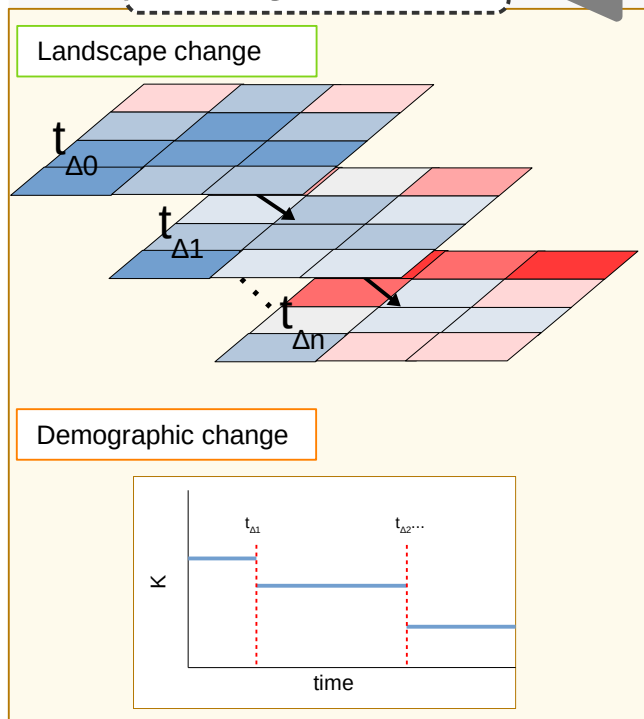 Landscape change
tΔ0
tΔ1
tΔn
Demographic change
tΔ1
tΔ2...
K
time